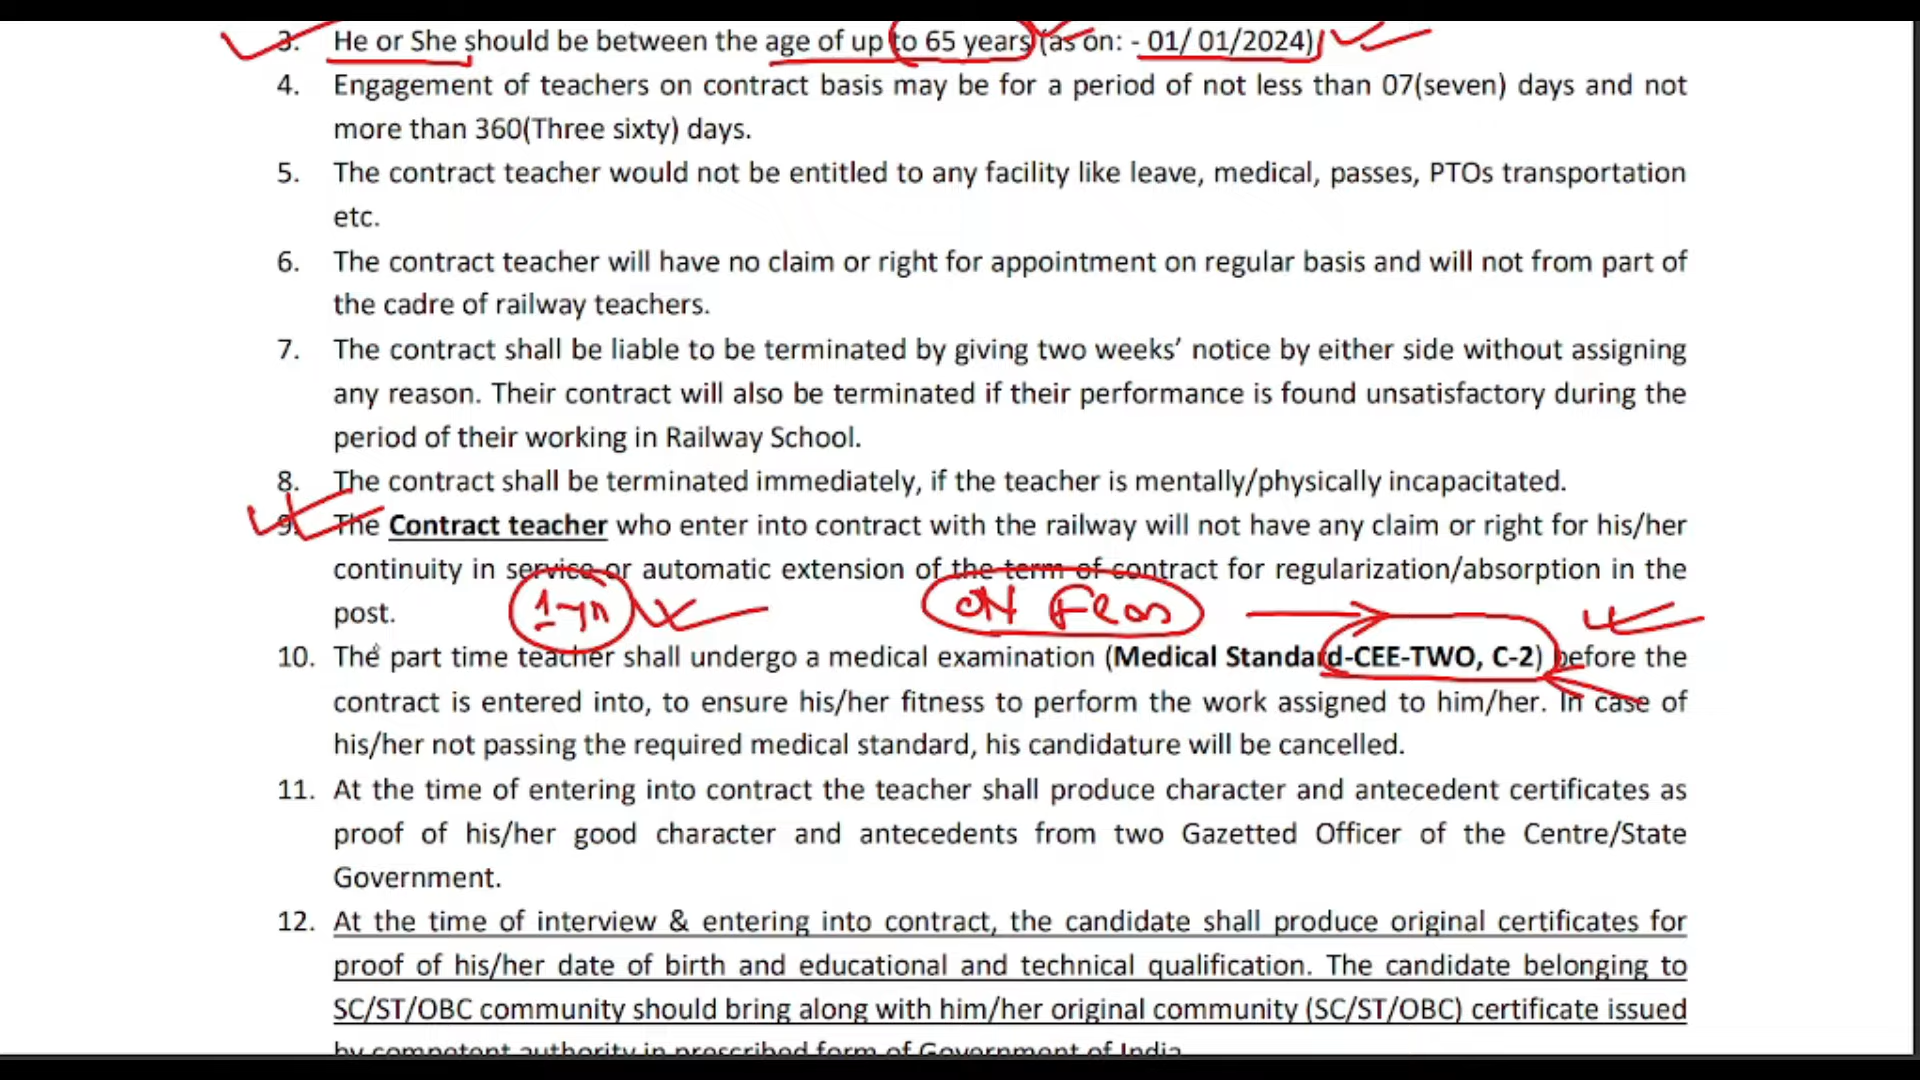 3. He or She should be between the age of up to 65 years (as on: - 01/ 01/2024)
4. Engagement of teachers on contract basis may be for a period of not less than 07(seven) days and not
more than 360(Three sixty) days.
5. The contract teacher would not be entitled to any facility like leave, medical, passes, PTOs transportation
etc.
6. The contract teacher will have no claim or right for appointment on regular basis and will not from part of
the cadre of railway teachers.
7. The contract shall be liable to be terminated by giving two weeks’ notice by either side without assigning
any reason. Their contract will also be terminated if their performance is found unsatisfactory during the
period of their working in Railway School.
8. The contract shall be terminated immediately, if the teacher is mentally/physically incapacitated.
9. The Contract teacher who enter into contract with the railway will not have any claim or right for his/her
continuity in service or automatic extension of the term of contract for regularization/absorption in the
post.
10. The part time teacher shall undergo a medical examination (Medical Standard-CEE-TWO, C-2) before the
contract is entered into, to ensure his/her fitness to perform the work assigned to him/her. In case of
his/her not passing the required medical standard, his candidature will be cancelled.
11. At the time of entering into contract the teacher shall produce character and antecedent certificates as
proof of his/her good character and antecedents from two Gazetted Officer of the Centre/State
Government.
12. At the time of interview & entering into contract, the candidate shall produce original certificates for
proof of his/her date of birth and educational and technical qualification. The candidate belonging to
SC/ST/OBC community should bring along with him/her original community (SC/ST/OBC) certificate issued
by competent authority in prescribed form of Government of India